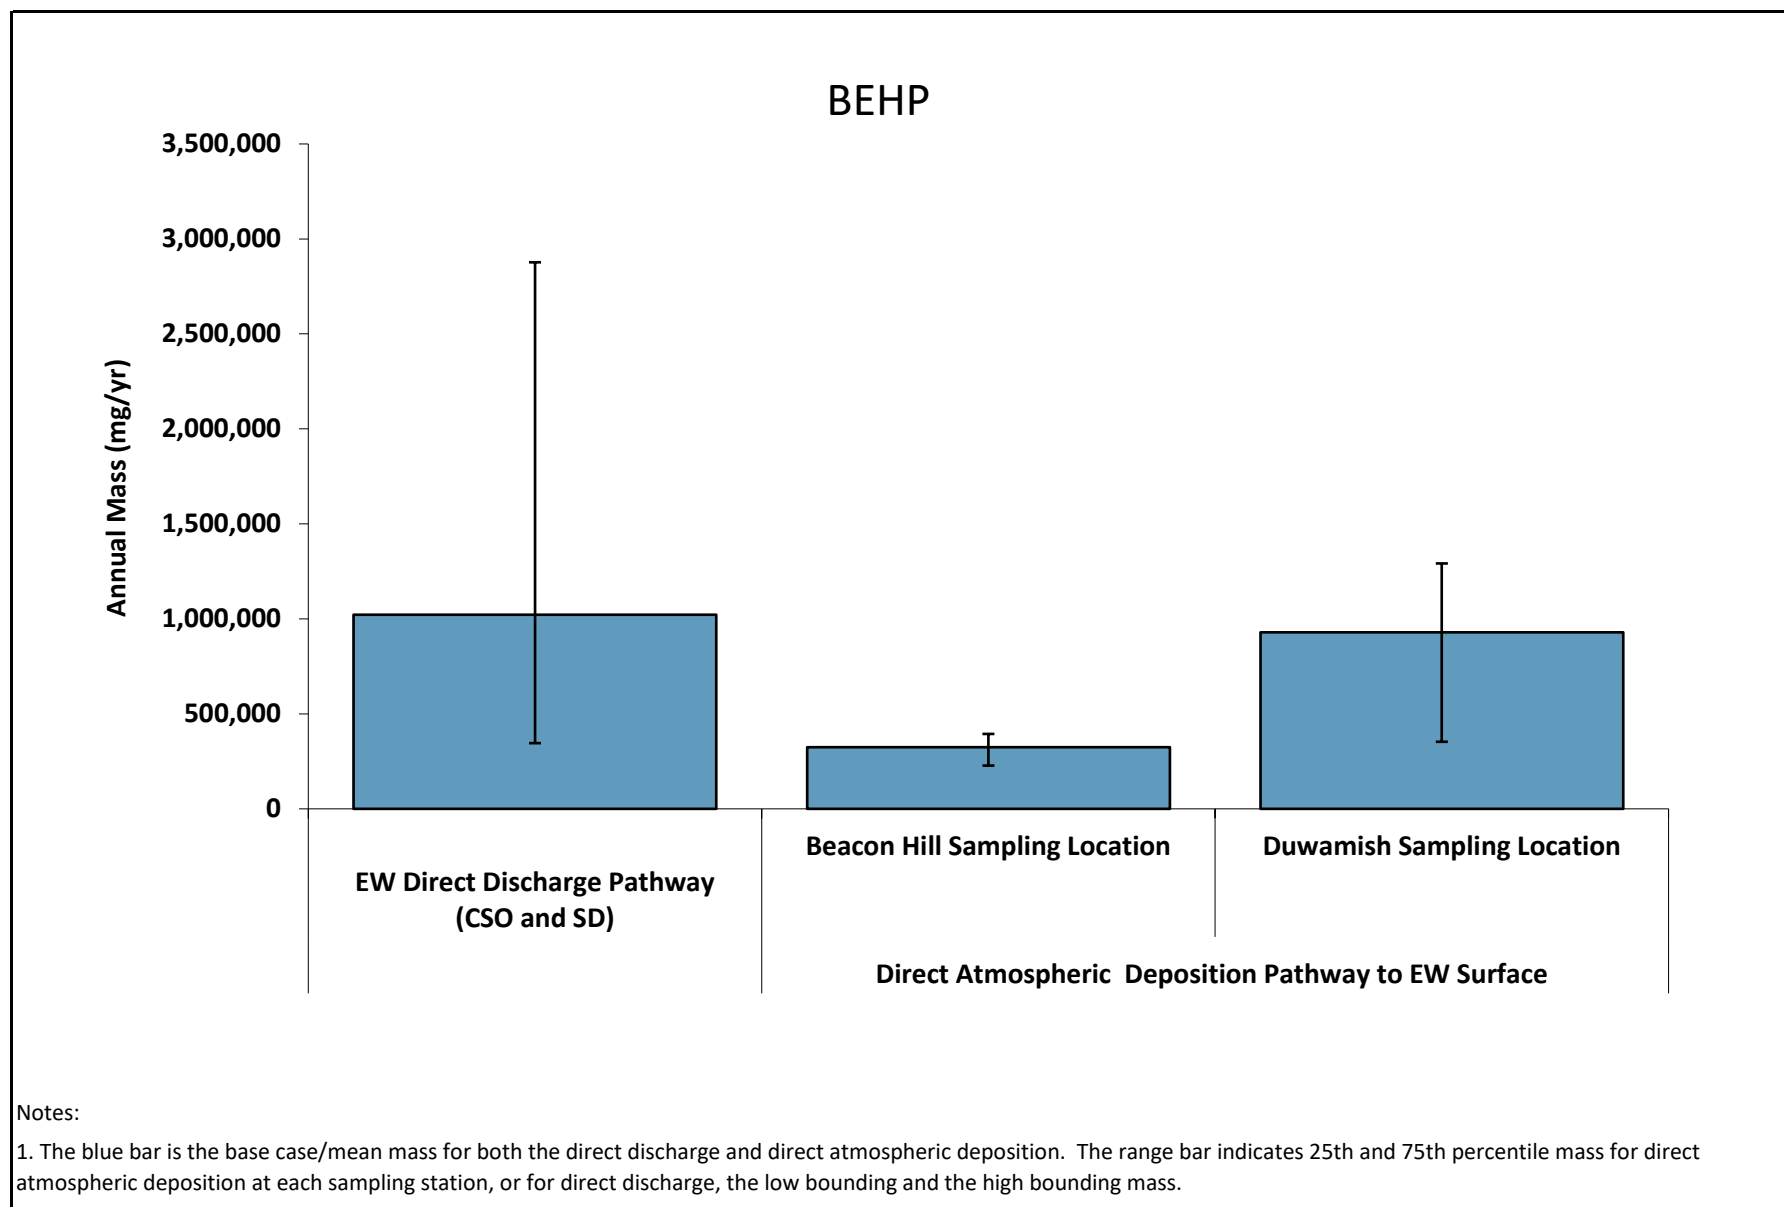 BEHP
3,500,000
3,000,000
2,500,000
2,000,000
1,500,000
1,000,000
500,000
0
Annual Mass (mg/yr)
EW Direct Discharge Pathway
(CSO and SD)
Beacon Hill Sampling Location
Duwamish Sampling Location
Direct Atmospheric  Deposition Pathway to EW Surface
Notes:
1. The blue bar is the base case/mean mass for both the direct discharge and direct atmospheric deposition.  The range bar indicates 25th and 75th percentile mass for direct
atmospheric deposition at each sampling station, or for direct discharge, the low bounding and the high bounding mass.